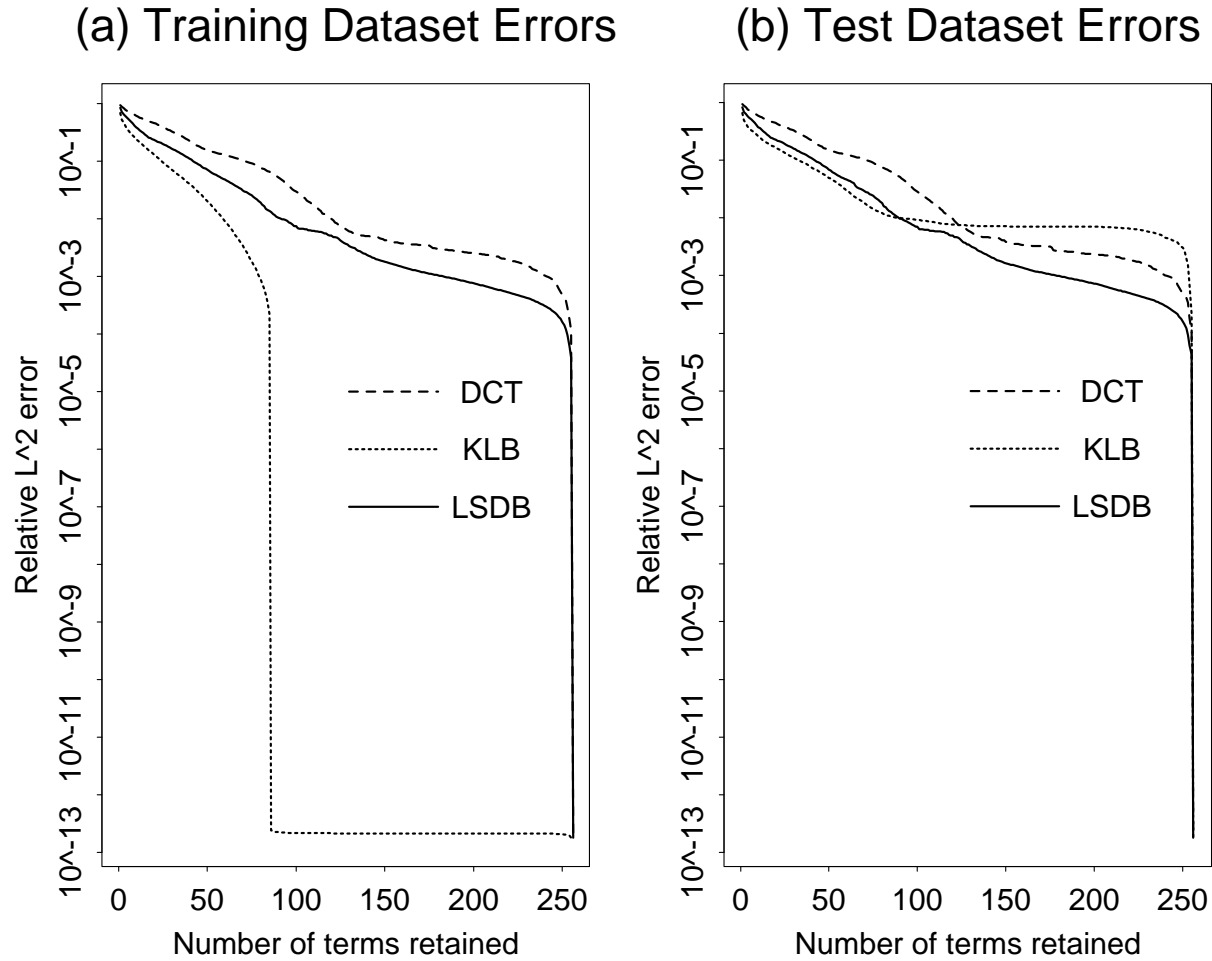 (a) Training Dataset Errors
Relative L^2 error
10^-1
10^-3
10^-5
10^-7
10^-9
10^-11
10^-13
DCT
KLB
LSDB
0 50 100 150 200 250
Number of terms retained
(b) Test Dataset Errors
Relative L^2 error
10^-1
10^-3
10^-5
10^-7
10^-9
10^-11
10^-13
DCT
KLB
LSDB
0 50 100 150 200 250
Number of terms retained